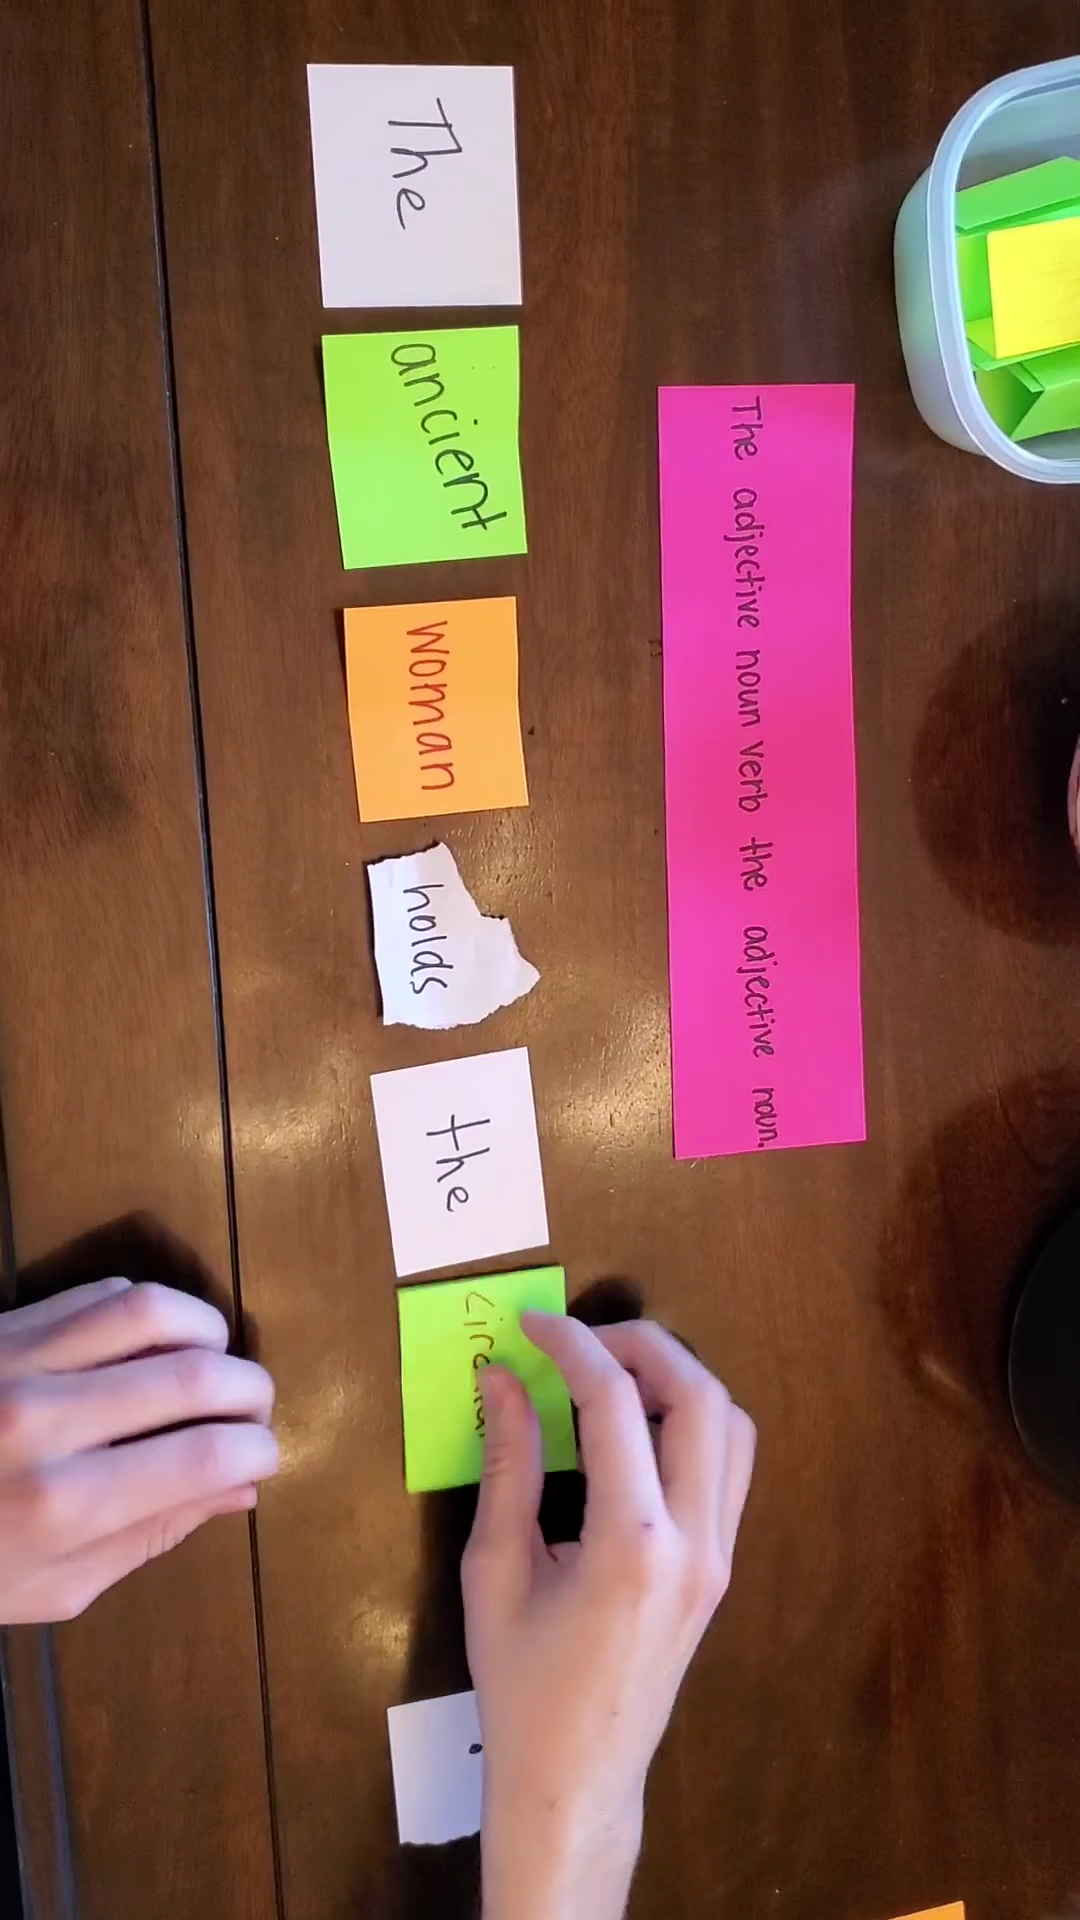 The adjective noun verb the adjective noun.
The ancient woman holds the .